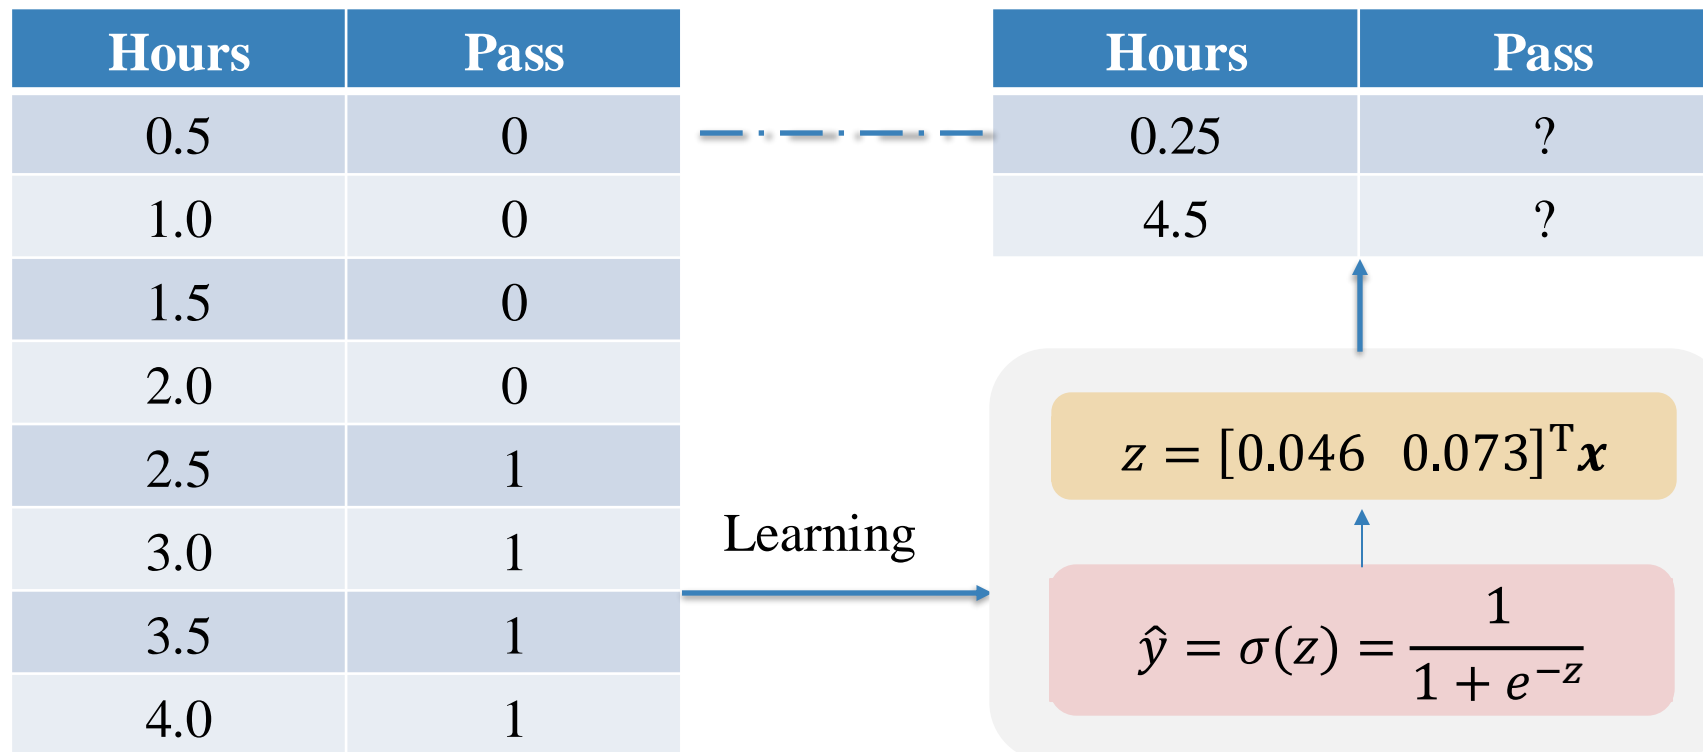 Hours Pass
0.5 0
1.0 0
1.5 0
2.0 0
2.5 1
3.0 1
3.5 1
4.0 1
Learning
Hours Pass
0.25 ?
4.5 ?
z = [0.046 0.073]ᵀ x
ŷ = σ(z) = 1 / (1 + e^{−z})